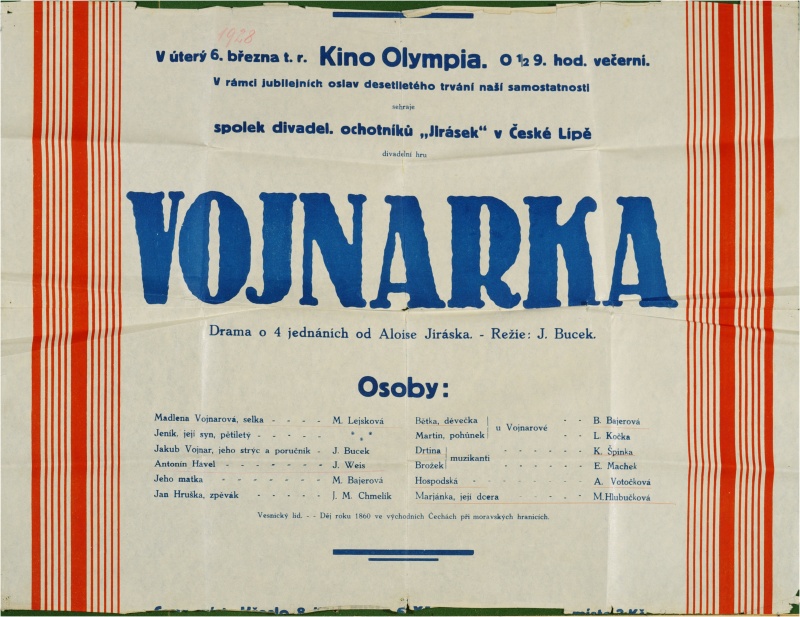 1928
V úterý 6. března t. r. Kino Olympia. O ½ 9. hod. večerní.
V rámci jubilejních oslav desetiletého trvání naší samostatnosti
sehraje
spolek divadel. ochotníků „Jirásek“ v České Lípě
divadelní hru
VOJNARKA
Drama o 4 jednáních od Aloise Jiráska. - Režie: J. Bucek.
Osoby:
Madlena Vojnarová, selka - - - - M. Lejsková
Jeník, její syn, pětiletý - - - - - * * *
Jakub Vojnar, jeho strýc a poručník - J. Bucek
Antonín Havel - - - - - - J. Weis
Jeho matka - - - - - - M. Bajerová
Jan Hruška, zpěvák - - - - - J. M. Chmelík
Bětka, děvečka u Vojnarové - - B. Bajerová
Martin, pohůnek - - L. Kočka
Drtina muzikanti - - - - - K. Špinka
Brožek - - - - - E. Machek
Hospodská - - - - - - A. Votočková
Marjánka, její dcera - - - - - M.Hlubučková
Vesnický lid. - - Děj roku 1860 ve východních Čechách při moravských hranicích.